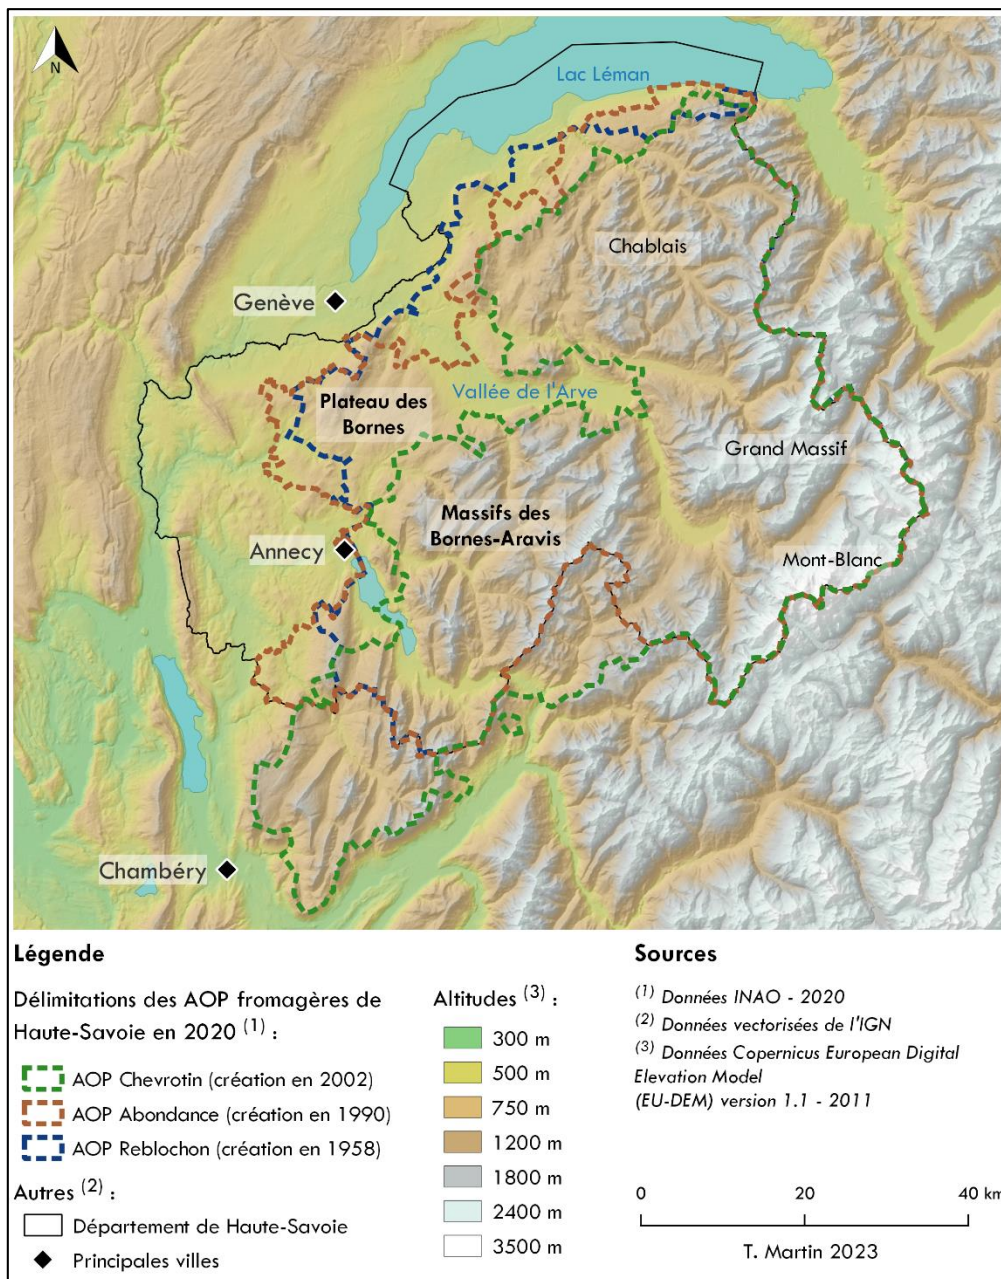 N
Lac Léman
Chablais
Genève
Vallée de l'Arve
Plateau des
Bornes
Grand Massif
Massifs des
Bornes-Aravis
Annecy
Mont-Blanc
Chambéry
Légende
Délimitations des AOP fromagères de
Haute-Savoie en 2020 (1) :
AOP Chevrotin (création en 2002)
AOP Abondance (création en 1990)
AOP Reblochon (création en 1958)
Autres (2) :
Département de Haute-Savoie
Principales villes
Altitudes (3) :
300 m
500 m
750 m
1200 m
1800 m
2400 m
3500 m
Sources
(1) Données INAO - 2020
(2) Données vectorisées de l'IGN
(3) Données Copernicus European Digital
Elevation Model
(EU-DEM) version 1.1 - 2011
0 20 40 km
T. Martin 2023